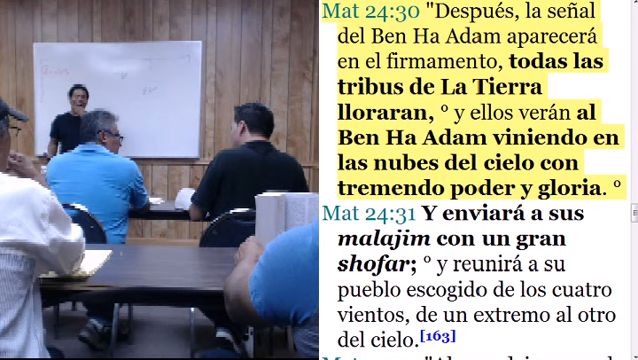 Mat 24:30 "Después, la señal
del Ben Ha Adam aparecerá
en el firmamento, todas las
tribus de La Tierra
lloraran, ° y ellos verán al
Ben Ha Adam viniendo en
las nubes del cielo con
tremendo poder y gloria. °
Mat 24:31 Y enviará a sus
malajim con un gran
shofar; ° y reunirá a su
pueblo escogido de los cuatro
vientos, de un extremo al otro
del cielo.[163]